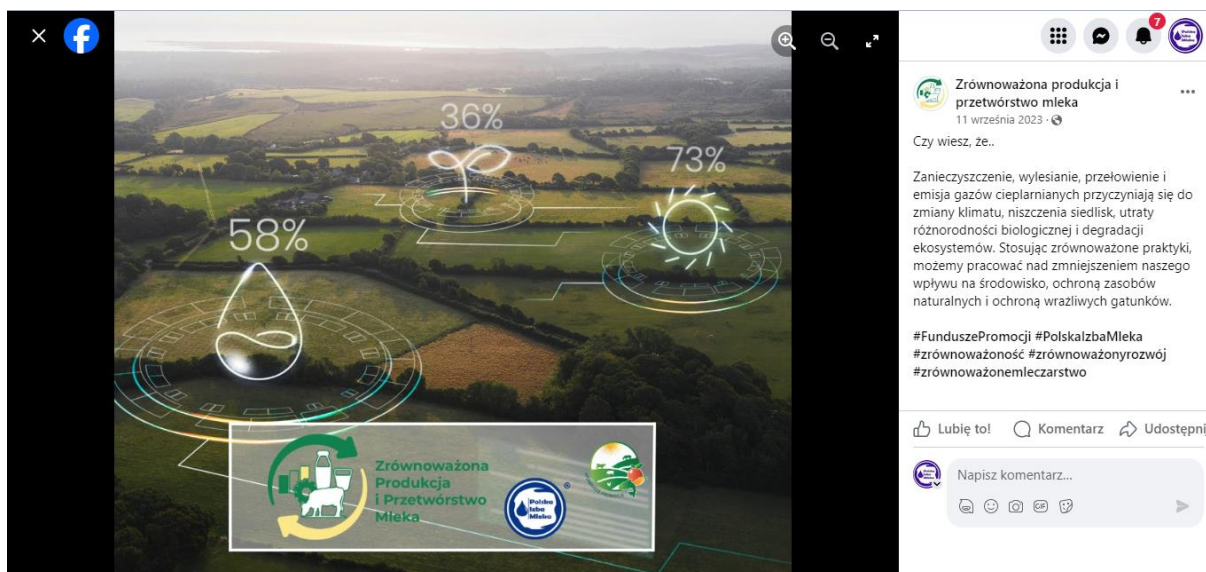 36%
73%
58%
Zrównoważona
Produkcja
i Przetwórstwo
Mleka
Polska
Izba
Mleka
®
7
Zrównoważona produkcja i
przetwórstwo mleka
11 września 2023 ·
Czy wiesz, że..
Zanieczyszczenie, wylesianie, przełowienie i
emisja gazów cieplarnianych przyczyniają się do
zmiany klimatu, niszczenia siedlisk, utraty
różnorodności biologicznej i degradacji
ekosystemów. Stosując zrównoważone praktyki,
możemy pracować nad zmniejszeniem naszego
wpływu na środowisko, ochroną zasobów
naturalnych i ochroną wrażliwych gatunków.
#FunduszePromocji #PolskaIzbaMleka
#zrównoważoność #zrównoważonyrozwój
#zrównoważonemleczarstwo
Lubię to! Komentarz Udostępnij
Napisz komentarz...
GIF